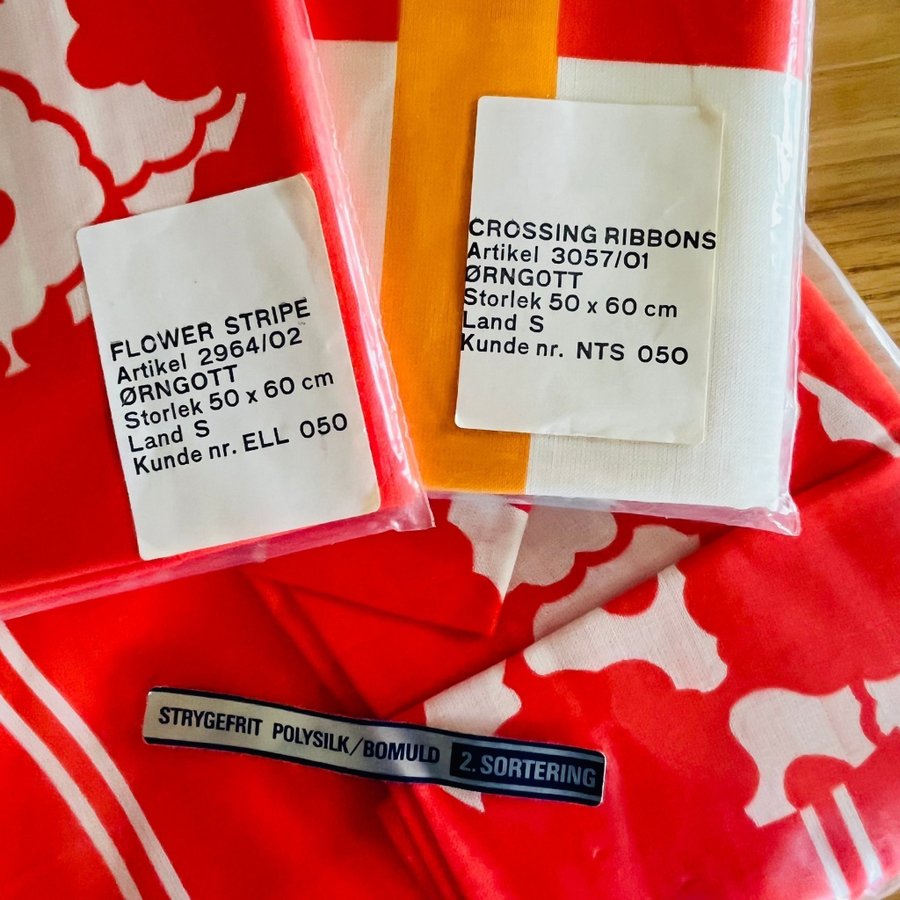 FLOWER STRIPE
Artikel 2964/02
ØRNGOTT
Storlek 50 x 60 cm
Land S
Kunde nr. ELL 050
CROSSING RIBBONS
Artikel 3057/01
ØRNGOTT
Storlek 50 x 60 cm
Land S
Kunde nr. NTS 050
STRYGEFRIT POLYSILK/BOMULD 2. SORTERING